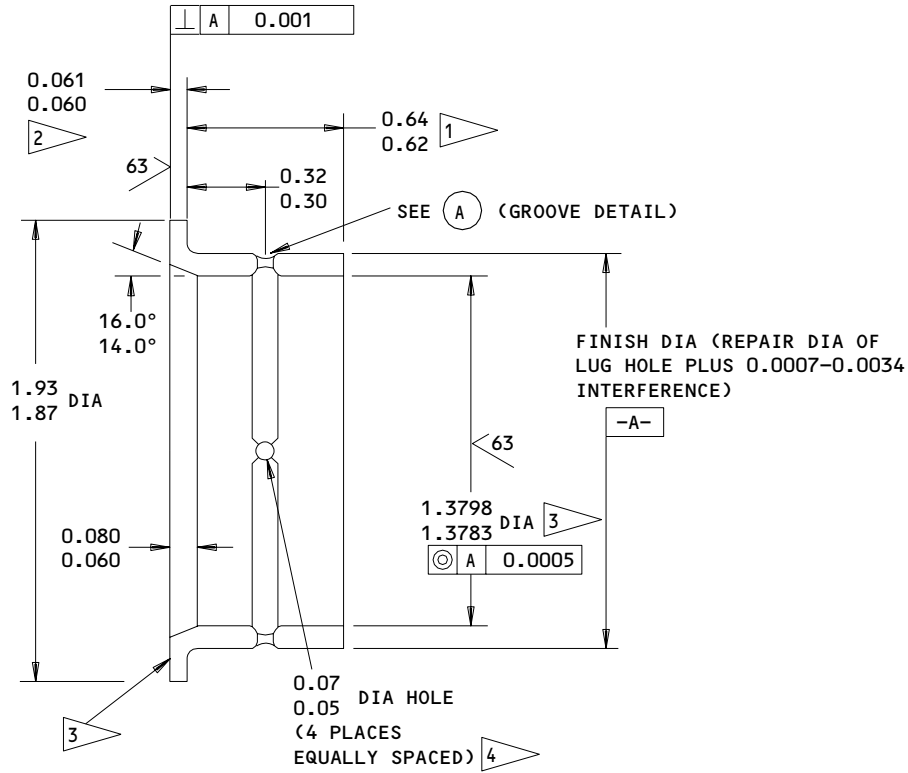 ⊥ A 0.001
0.061
0.060
2
0.64
0.62
1
63
0.32
0.30
SEE A (GROOVE DETAIL)
16.0°
14.0°
FINISH DIA (REPAIR DIA OF
LUG HOLE PLUS 0.0007-0.0034
INTERFERENCE)
-A-
1.93
1.87 DIA
63
1.3798
1.3783 DIA 3
◎ A 0.0005
0.080
0.060
0.07
0.05 DIA HOLE
(4 PLACES
EQUALLY SPACED) 4
3